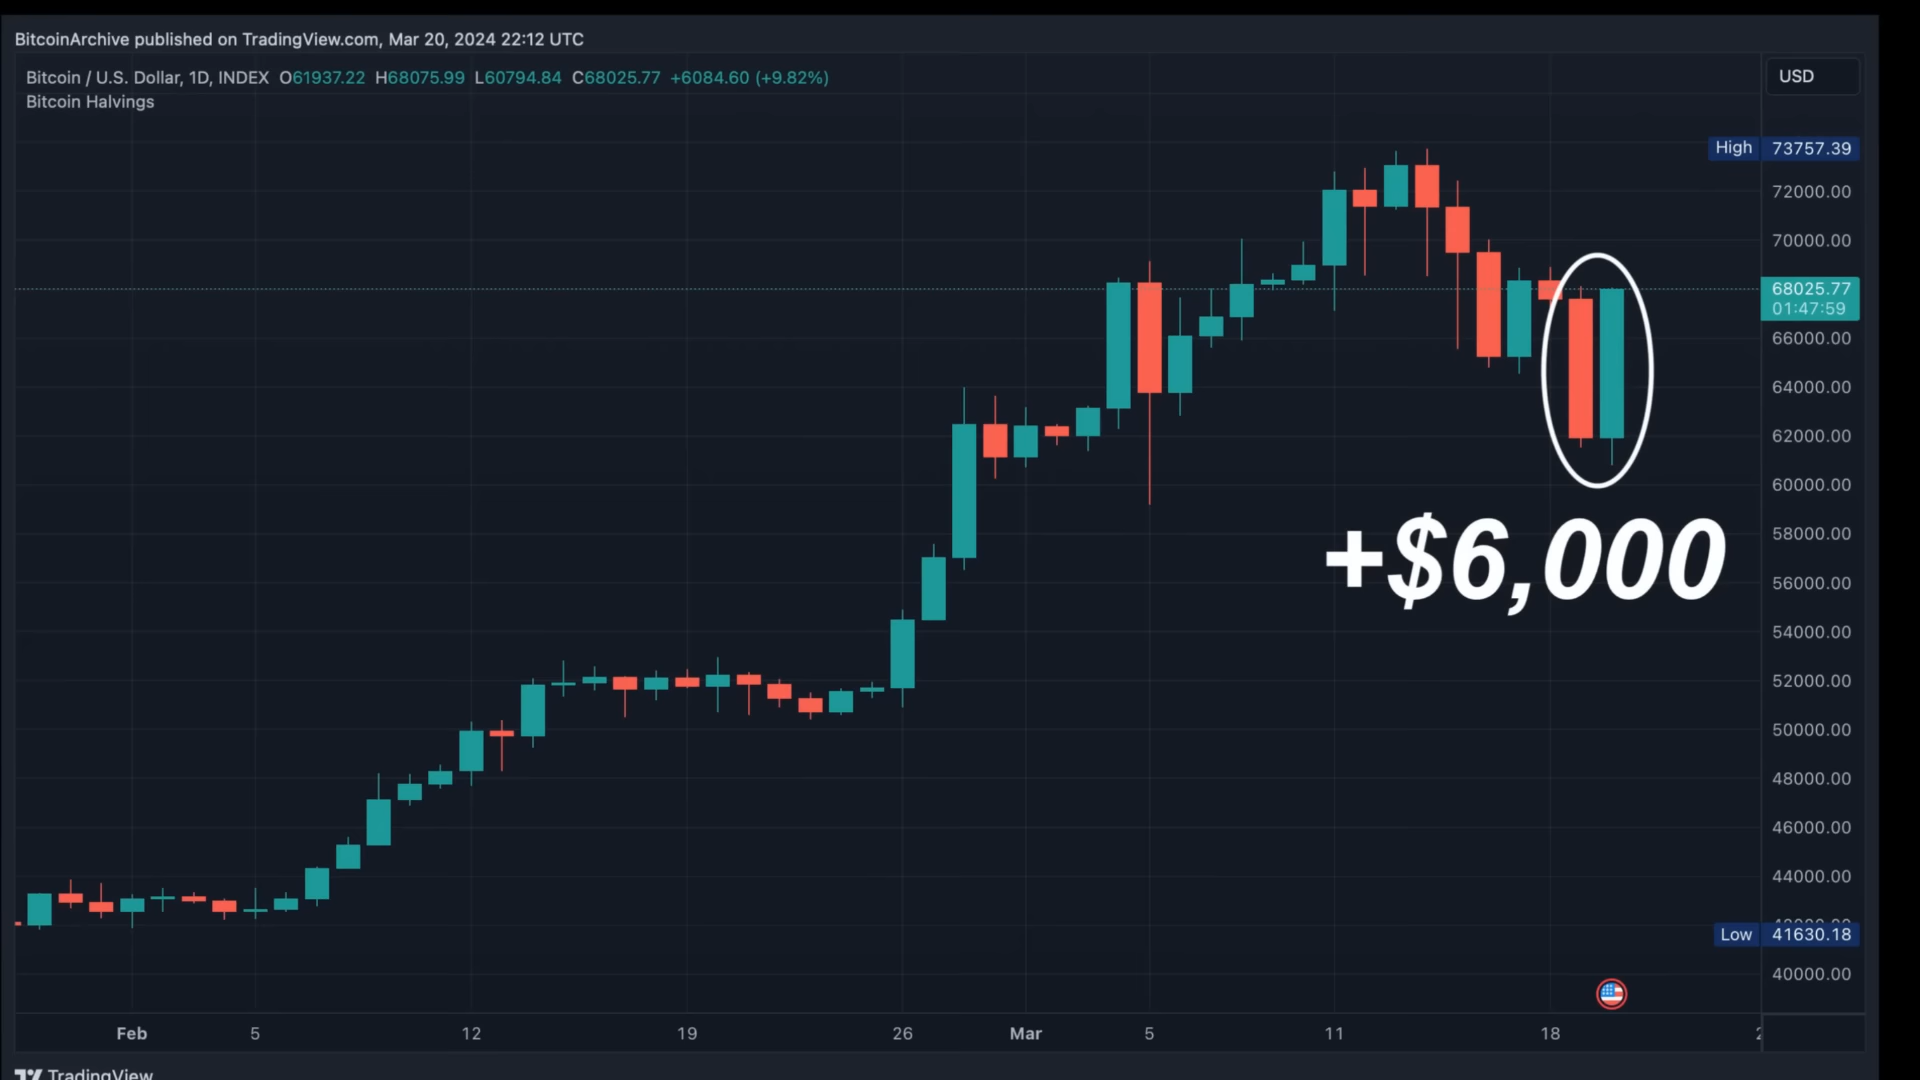 BitcoinArchive published on TradingView.com, Mar 20, 2024 22:12 UTC
Bitcoin / U.S. Dollar, 1D, INDEX O61937.22 H68075.99 L60794.84 C68025.77 +6084.60 (+9.82%)
USD
Bitcoin Halvings
High 73757.39
72000.00
70000.00
68025.77
01:47:59
66000.00
64000.00
62000.00
60000.00
+$6,000
58000.00
56000.00
54000.00
52000.00
50000.00
48000.00
46000.00
44000.00
Low 41630.18
40000.00
Feb 5 12 19 26 Mar 5 11 18
TradingView